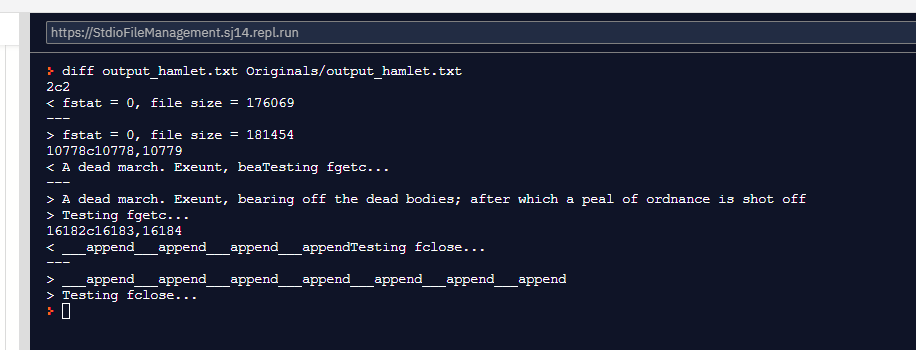 https://StdioFileManagement.sj14.repl.run
> diff output_hamlet.txt Originals/output_hamlet.txt
2c2
< fstat = 0, file size = 176069
---
> fstat = 0, file size = 181454
10778c10778,10779
< A dead march. Exeunt, beaTesting fgetc...
---
> A dead march. Exeunt, bearing off the dead bodies; after which a peal of ordnance is shot off
> Testing fgetc...
16182c16183,16184
< ___append___append___append___appendTesting fclose...
---
> ___append___append___append___append___append___append___append
> Testing fclose...
>